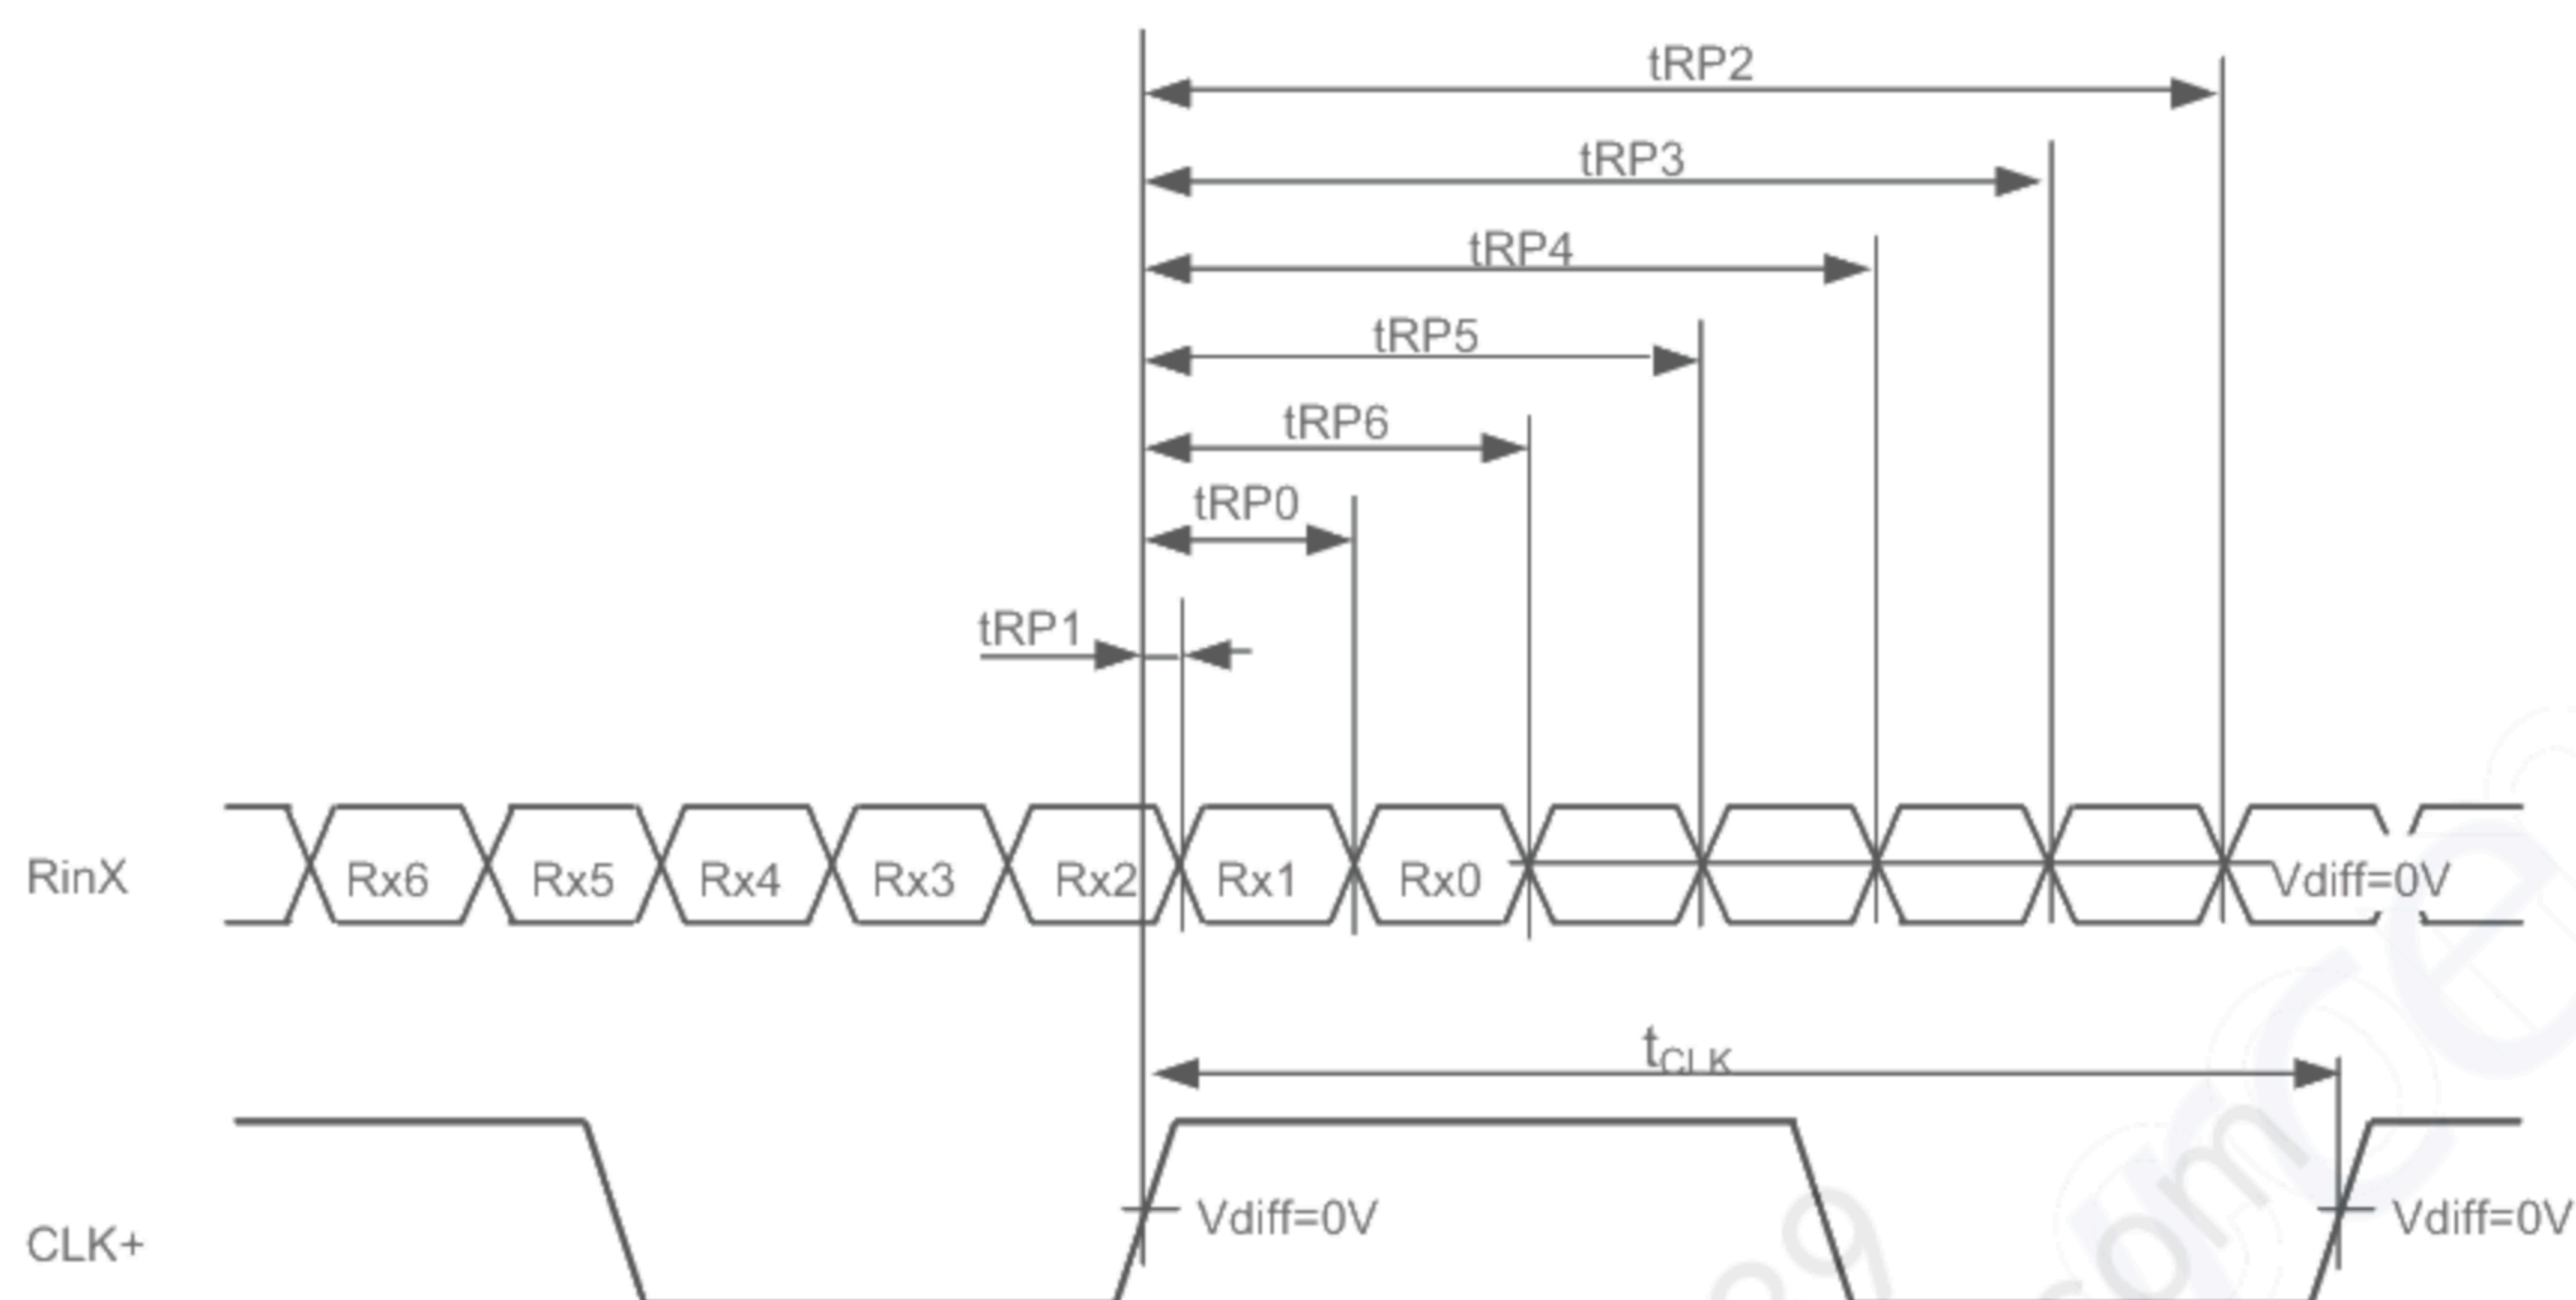 tRP2
tRP3
tRP4
tRP5
tRP6
tRP0
tRP1
RinX Rx6 Rx5 Rx4 Rx3 Rx2 Rx1 Rx0 Vdiff=0V
tCLK
Vdiff=0V Vdiff=0V
CLK+